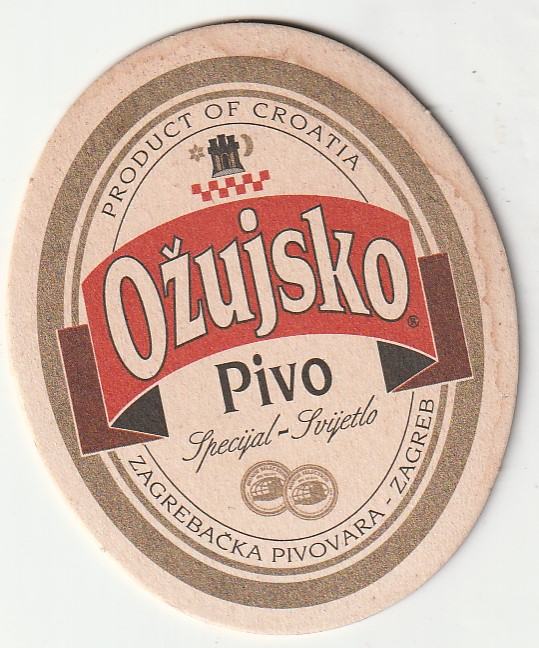 PRODUCT OF CROATIA
Ožujsko
®
Pivo
Specijal - Svijetlo
ZAGREBAČKA PIVOVARA - ZAGREB